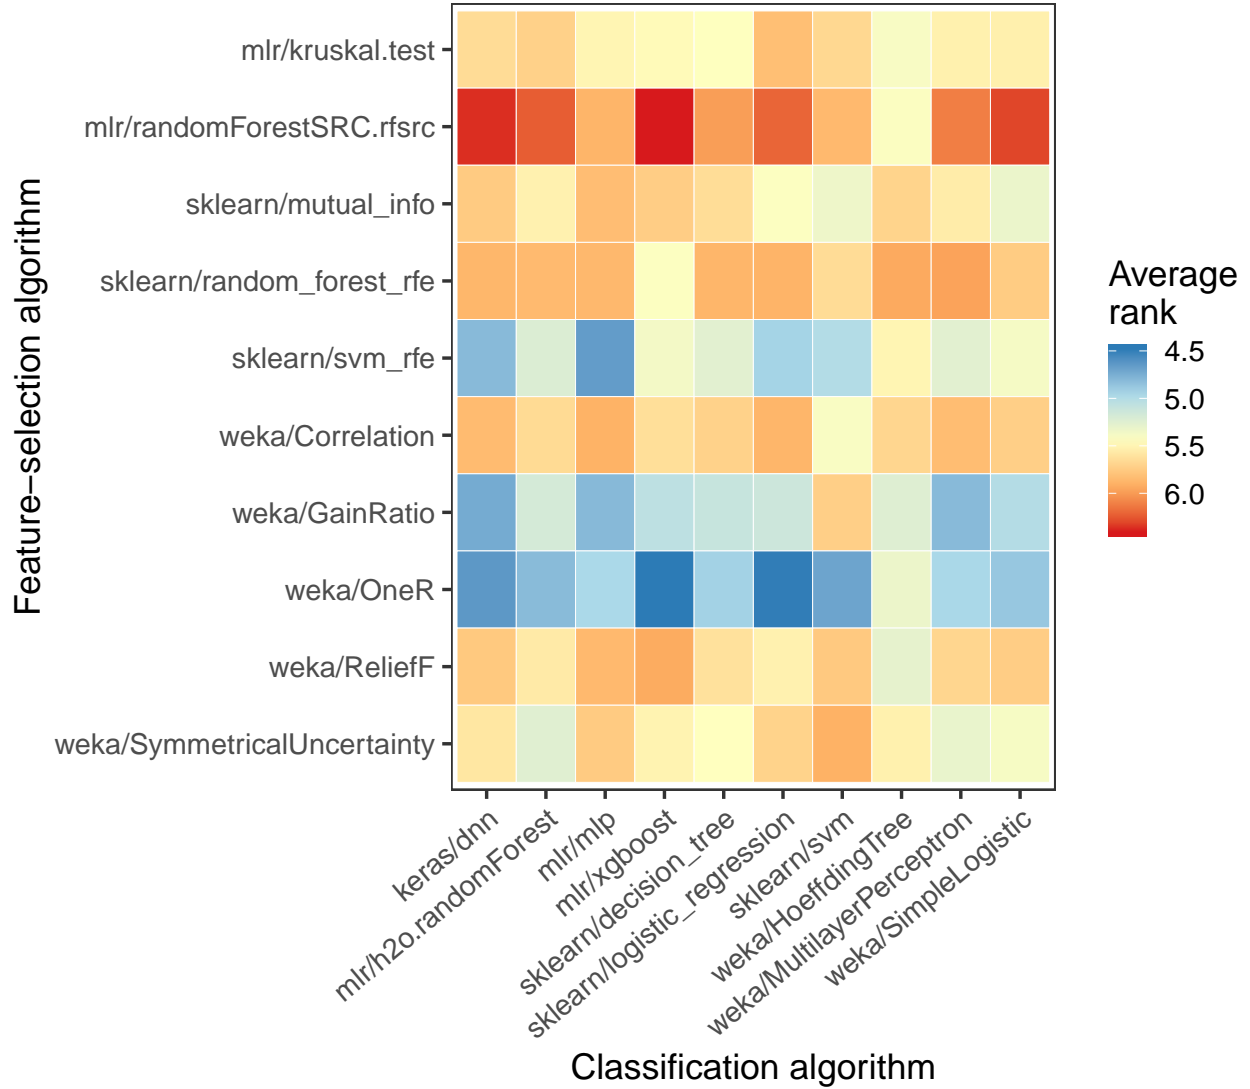 Feature−selection algorithm
mlr/kruskal.test
mlr/randomForestSRC.rfsrc
sklearn/mutual_info
sklearn/random_forest_rfe
sklearn/svm_rfe
weka/Correlation
weka/GainRatio
weka/OneR
weka/ReliefF
weka/SymmetricalUncertainty
keras/dnn
mlr/h2o.randomForest
mlr/mlp
mlr/xgboost
sklearn/decision_tree
sklearn/logistic_regression
sklearn/svm
weka/HoeffdingTree
weka/MultilayerPerceptron
weka/SimpleLogistic
Classification algorithm
Average
rank
4.5
5.0
5.5
6.0